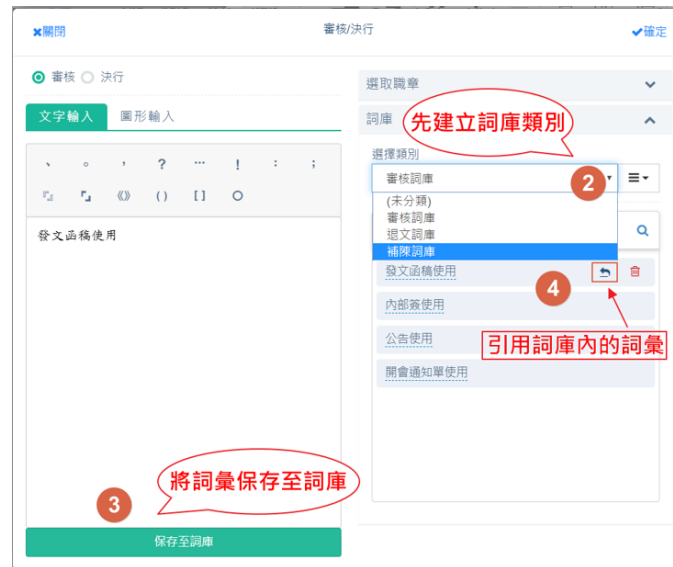 ✖關閉
審核/決行
✔確定
審核 決行
文字輸入 圖形輸入
、 。 , ? … ! : ;
『』 「」 《》 () [] 〇
發文函稿使用
3
將詞彙保存至詞庫
保存至詞庫
選取職章
詞庫
先建立詞庫類別
選擇類別
審核詞庫
2
(未分類)
審核詞庫
退文詞庫
補陳詞庫
發文函稿使用
4
內部簽使用
公告使用
引用詞庫內的詞彙
開會通知單使用